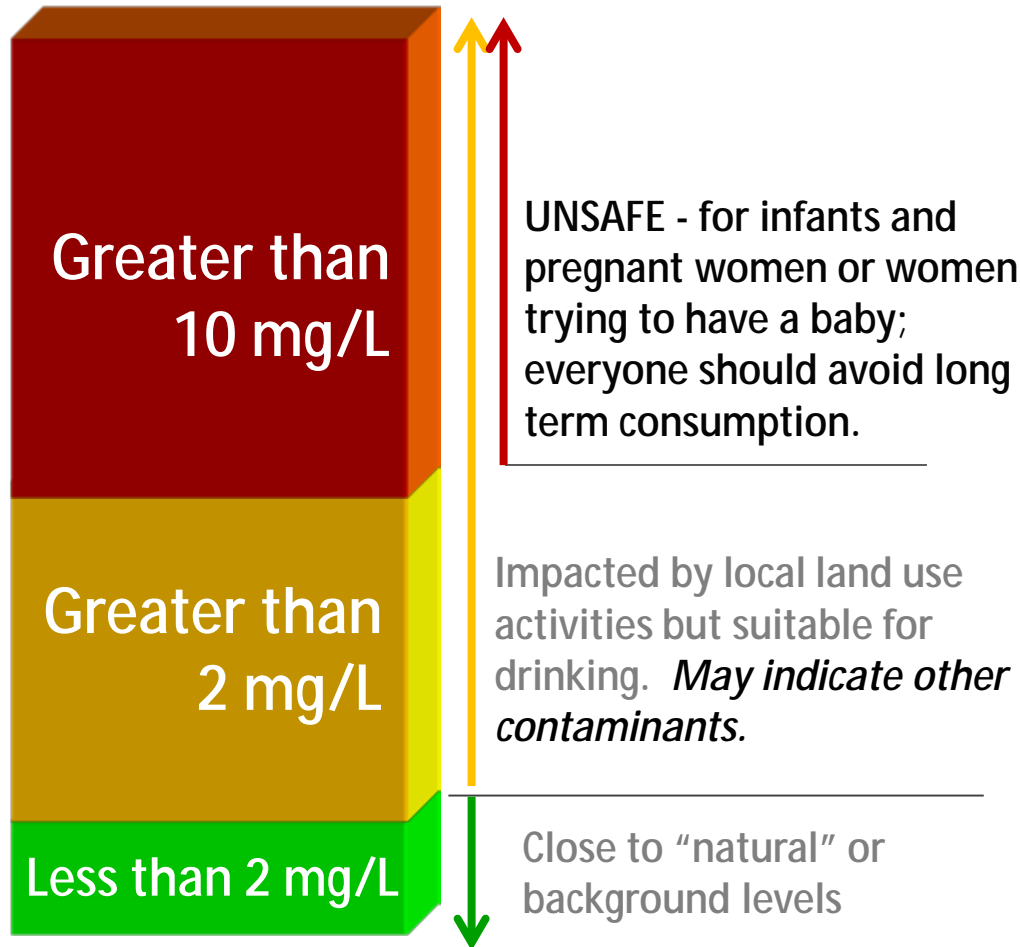 Greater than
10 mg/L
UNSAFE - for infants and
pregnant women or women
trying to have a baby;
everyone should avoid long
term consumption.
Greater than
2 mg/L
Impacted by local land use
activities but suitable for
drinking. May indicate other
contaminants.
Less than 2 mg/L
Close to “natural” or
background levels